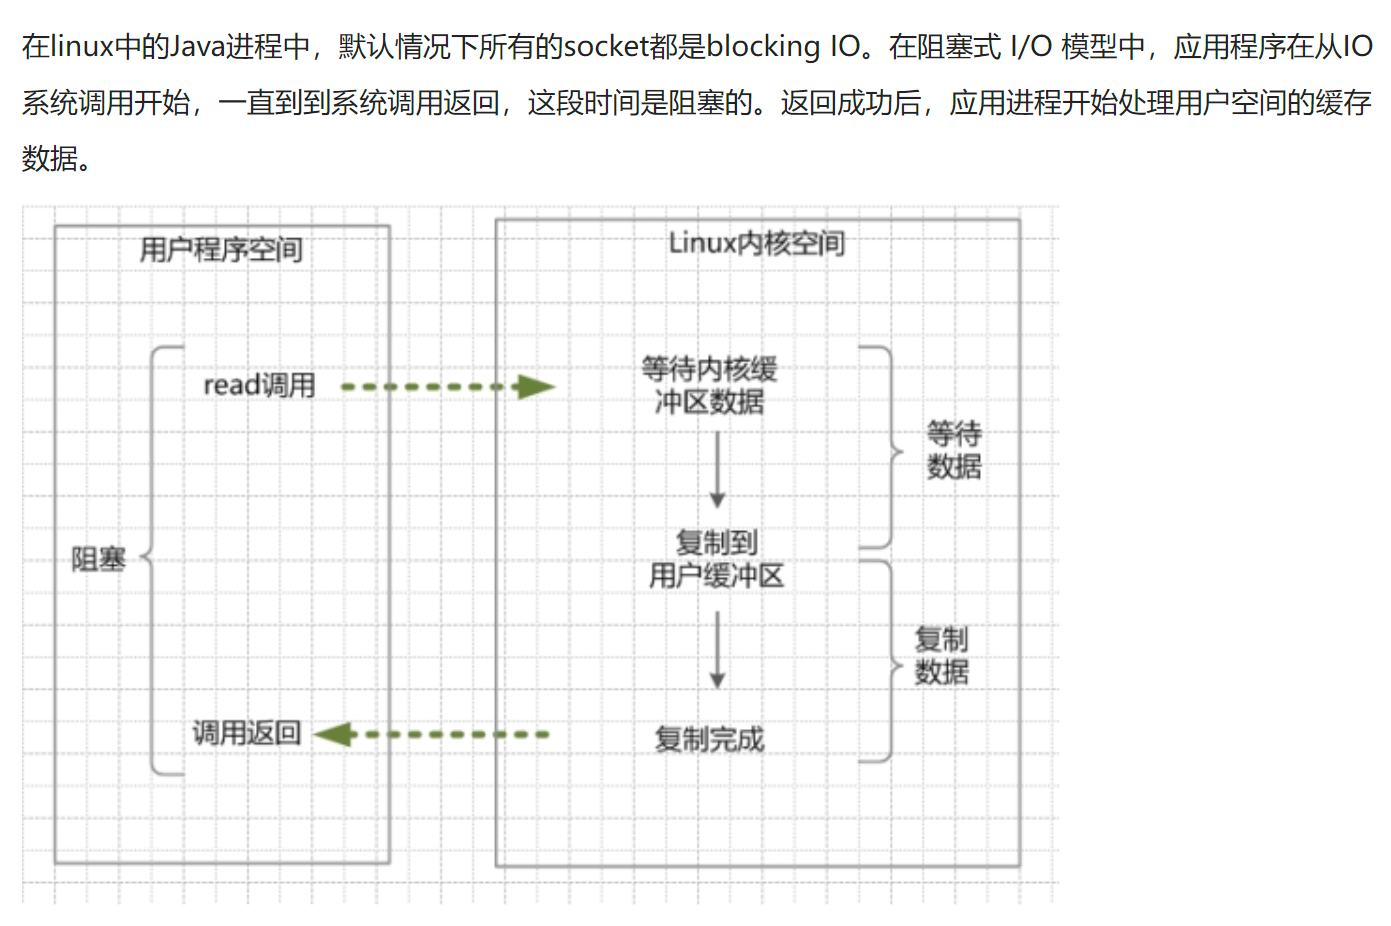 在linux中的Java进程中，默认情况下所有的socket都是blocking IO。在阻塞式 I/O 模型中，应用程序在从IO
系统调用开始，一直到到系统调用返回，这段时间是阻塞的。返回成功后，应用进程开始处理用户空间的缓存
数据。
用户程序空间
Linux内核空间
read调用
等待内核缓
冲区数据
等待
数据
阻塞
复制到
用户缓冲区
复制
数据
调用返回
复制完成